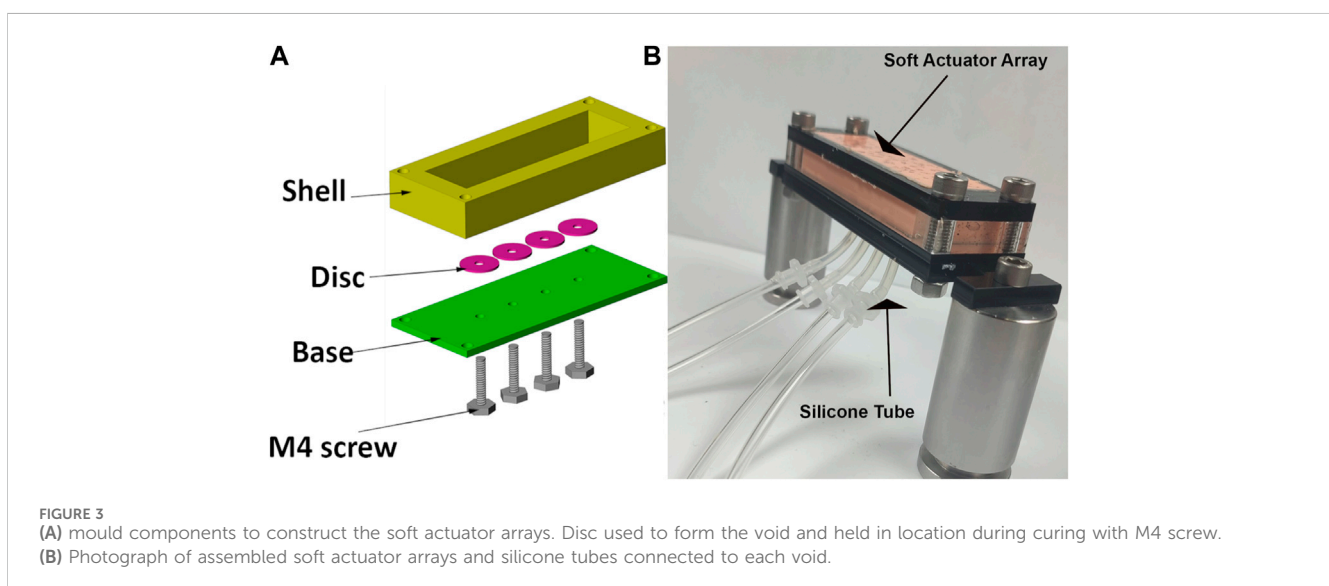 A
B
Soft Actuator Array
Shell
Disc
Base
Silicone Tube
M4 screw
FIGURE 3
(A) mould components to construct the soft actuator arrays. Disc used to form the void and held in location during curing with M4 screw.
(B) Photograph of assembled soft actuator arrays and silicone tubes connected to each void.